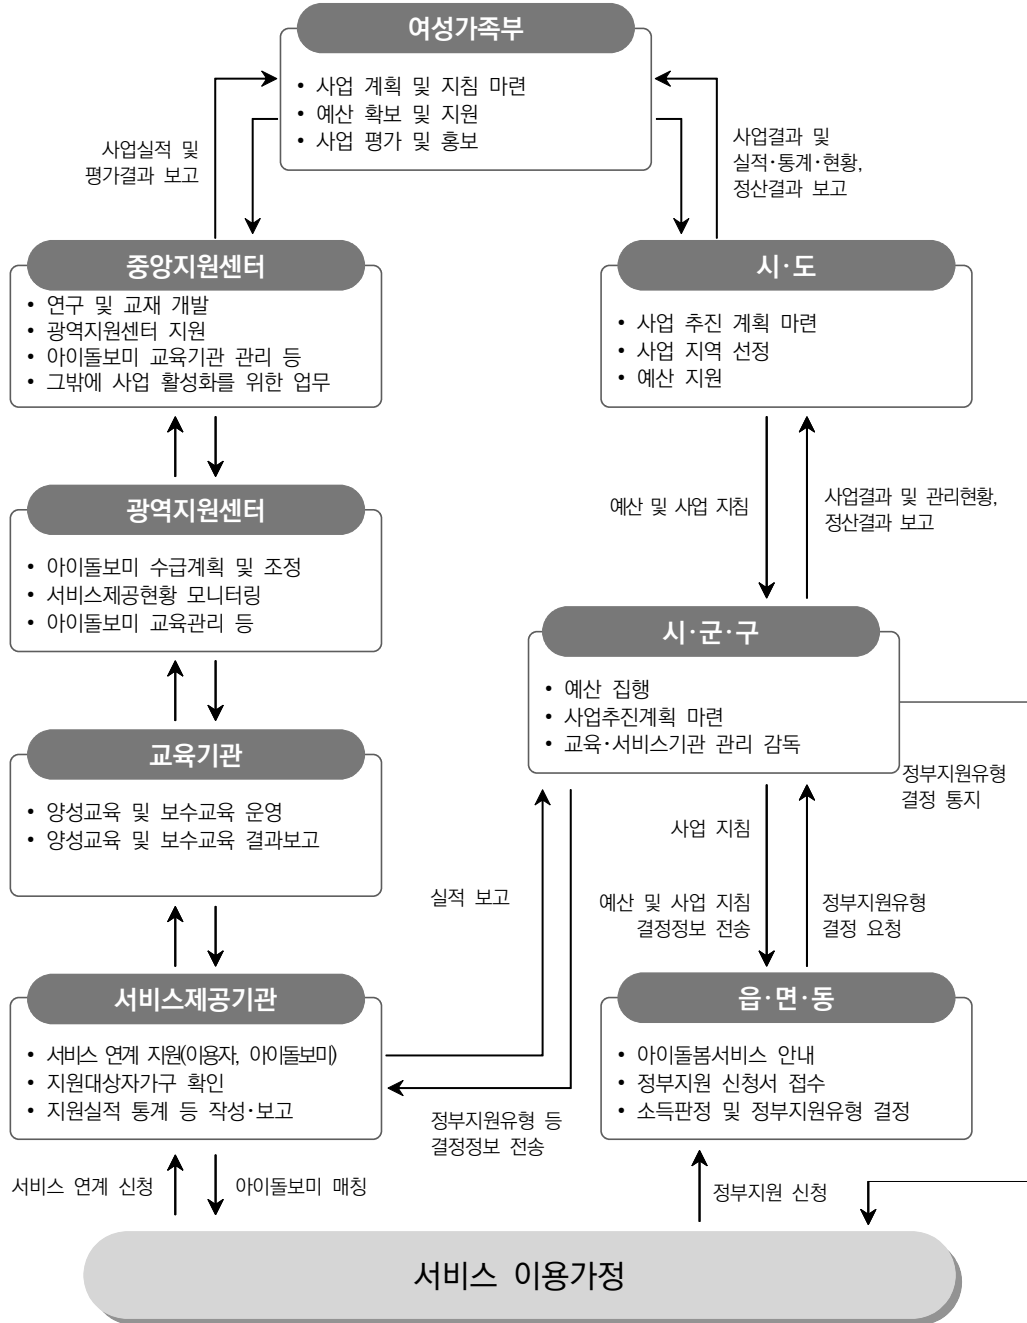 여성가족부
• 사업 계획 및 지침 마련
• 예산 확보 및 지원
• 사업 평가 및 홍보
사업실적 및
평가결과 보고
사업결과 및
실적·통계·현황,
정산결과 보고
중앙지원센터
• 연구 및 교재 개발
• 광역지원센터 지원
• 아이돌보미 교육기관 관리 등
• 그밖에 사업 활성화를 위한 업무
시·도
• 사업 추진 계획 마련
• 사업 지역 선정
• 예산 지원
예산 및 사업 지침
사업결과 및 관리현황,
정산결과 보고
광역지원센터
• 아이돌보미 수급계획 및 조정
• 서비스제공현황 모니터링
• 아이돌보미 교육관리 등
시·군·구
• 예산 집행
• 사업추진계획 마련
• 교육·서비스기관 관리 감독
정부지원유형
결정 통지
교육기관
• 양성교육 및 보수교육 운영
• 양성교육 및 보수교육 결과보고
사업 지침
실적 보고
예산 및 사업 지침
결정정보 전송
정부지원유형
결정 요청
서비스제공기관
• 서비스 연계 지원(이용자, 아이돌보미)
• 지원대상자가구 확인
• 지원실적 통계 등 작성·보고
정부지원유형 등
결정정보 전송
읍·면·동
• 아이돌봄서비스 안내
• 정부지원 신청서 접수
• 소득판정 및 정부지원유형 결정
서비스 연계 신청
아이돌보미 매칭
정부지원 신청
서비스 이용가정